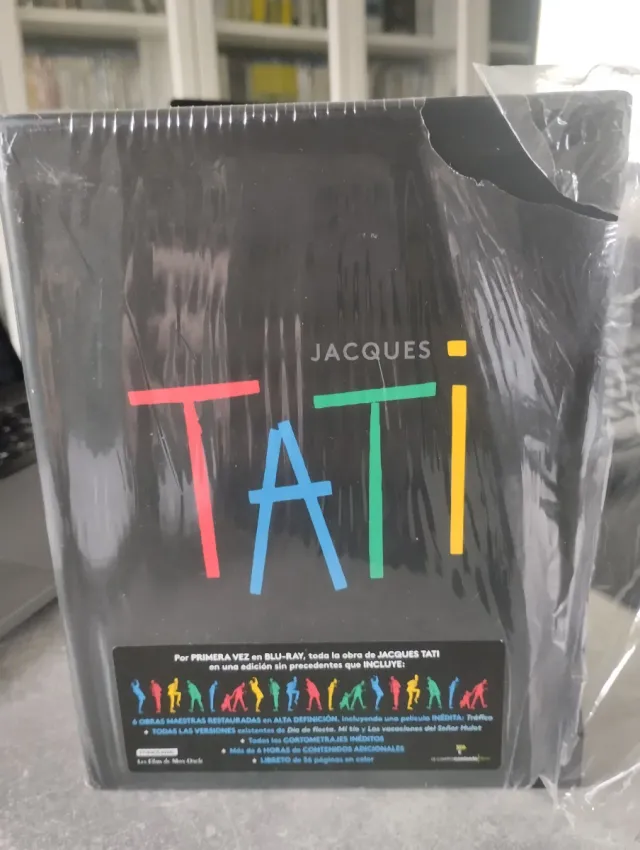 JACQUES
TATi
Por PRIMERA VEZ en BLU-RAY, toda la obra de JACQUES TATI
en una edición sin precedentes que INCLUYE:
6 OBRAS MAESTRAS RESTAURADAS en ALTA DEFINICIÓN, incluyendo una película INÉDITA: Tráfico
+ TODAS LAS VERSIONES existentes de Día de fiesta, Mi tío y Las vacaciones del Señor Hulot
+ Todos los CORTOMETRAJES INÉDITOS
+ Más de 6 HORAS de CONTENIDOS ADICIONALES
+ LIBRETO de 56 páginas en color
Les Films de Mon Oncle